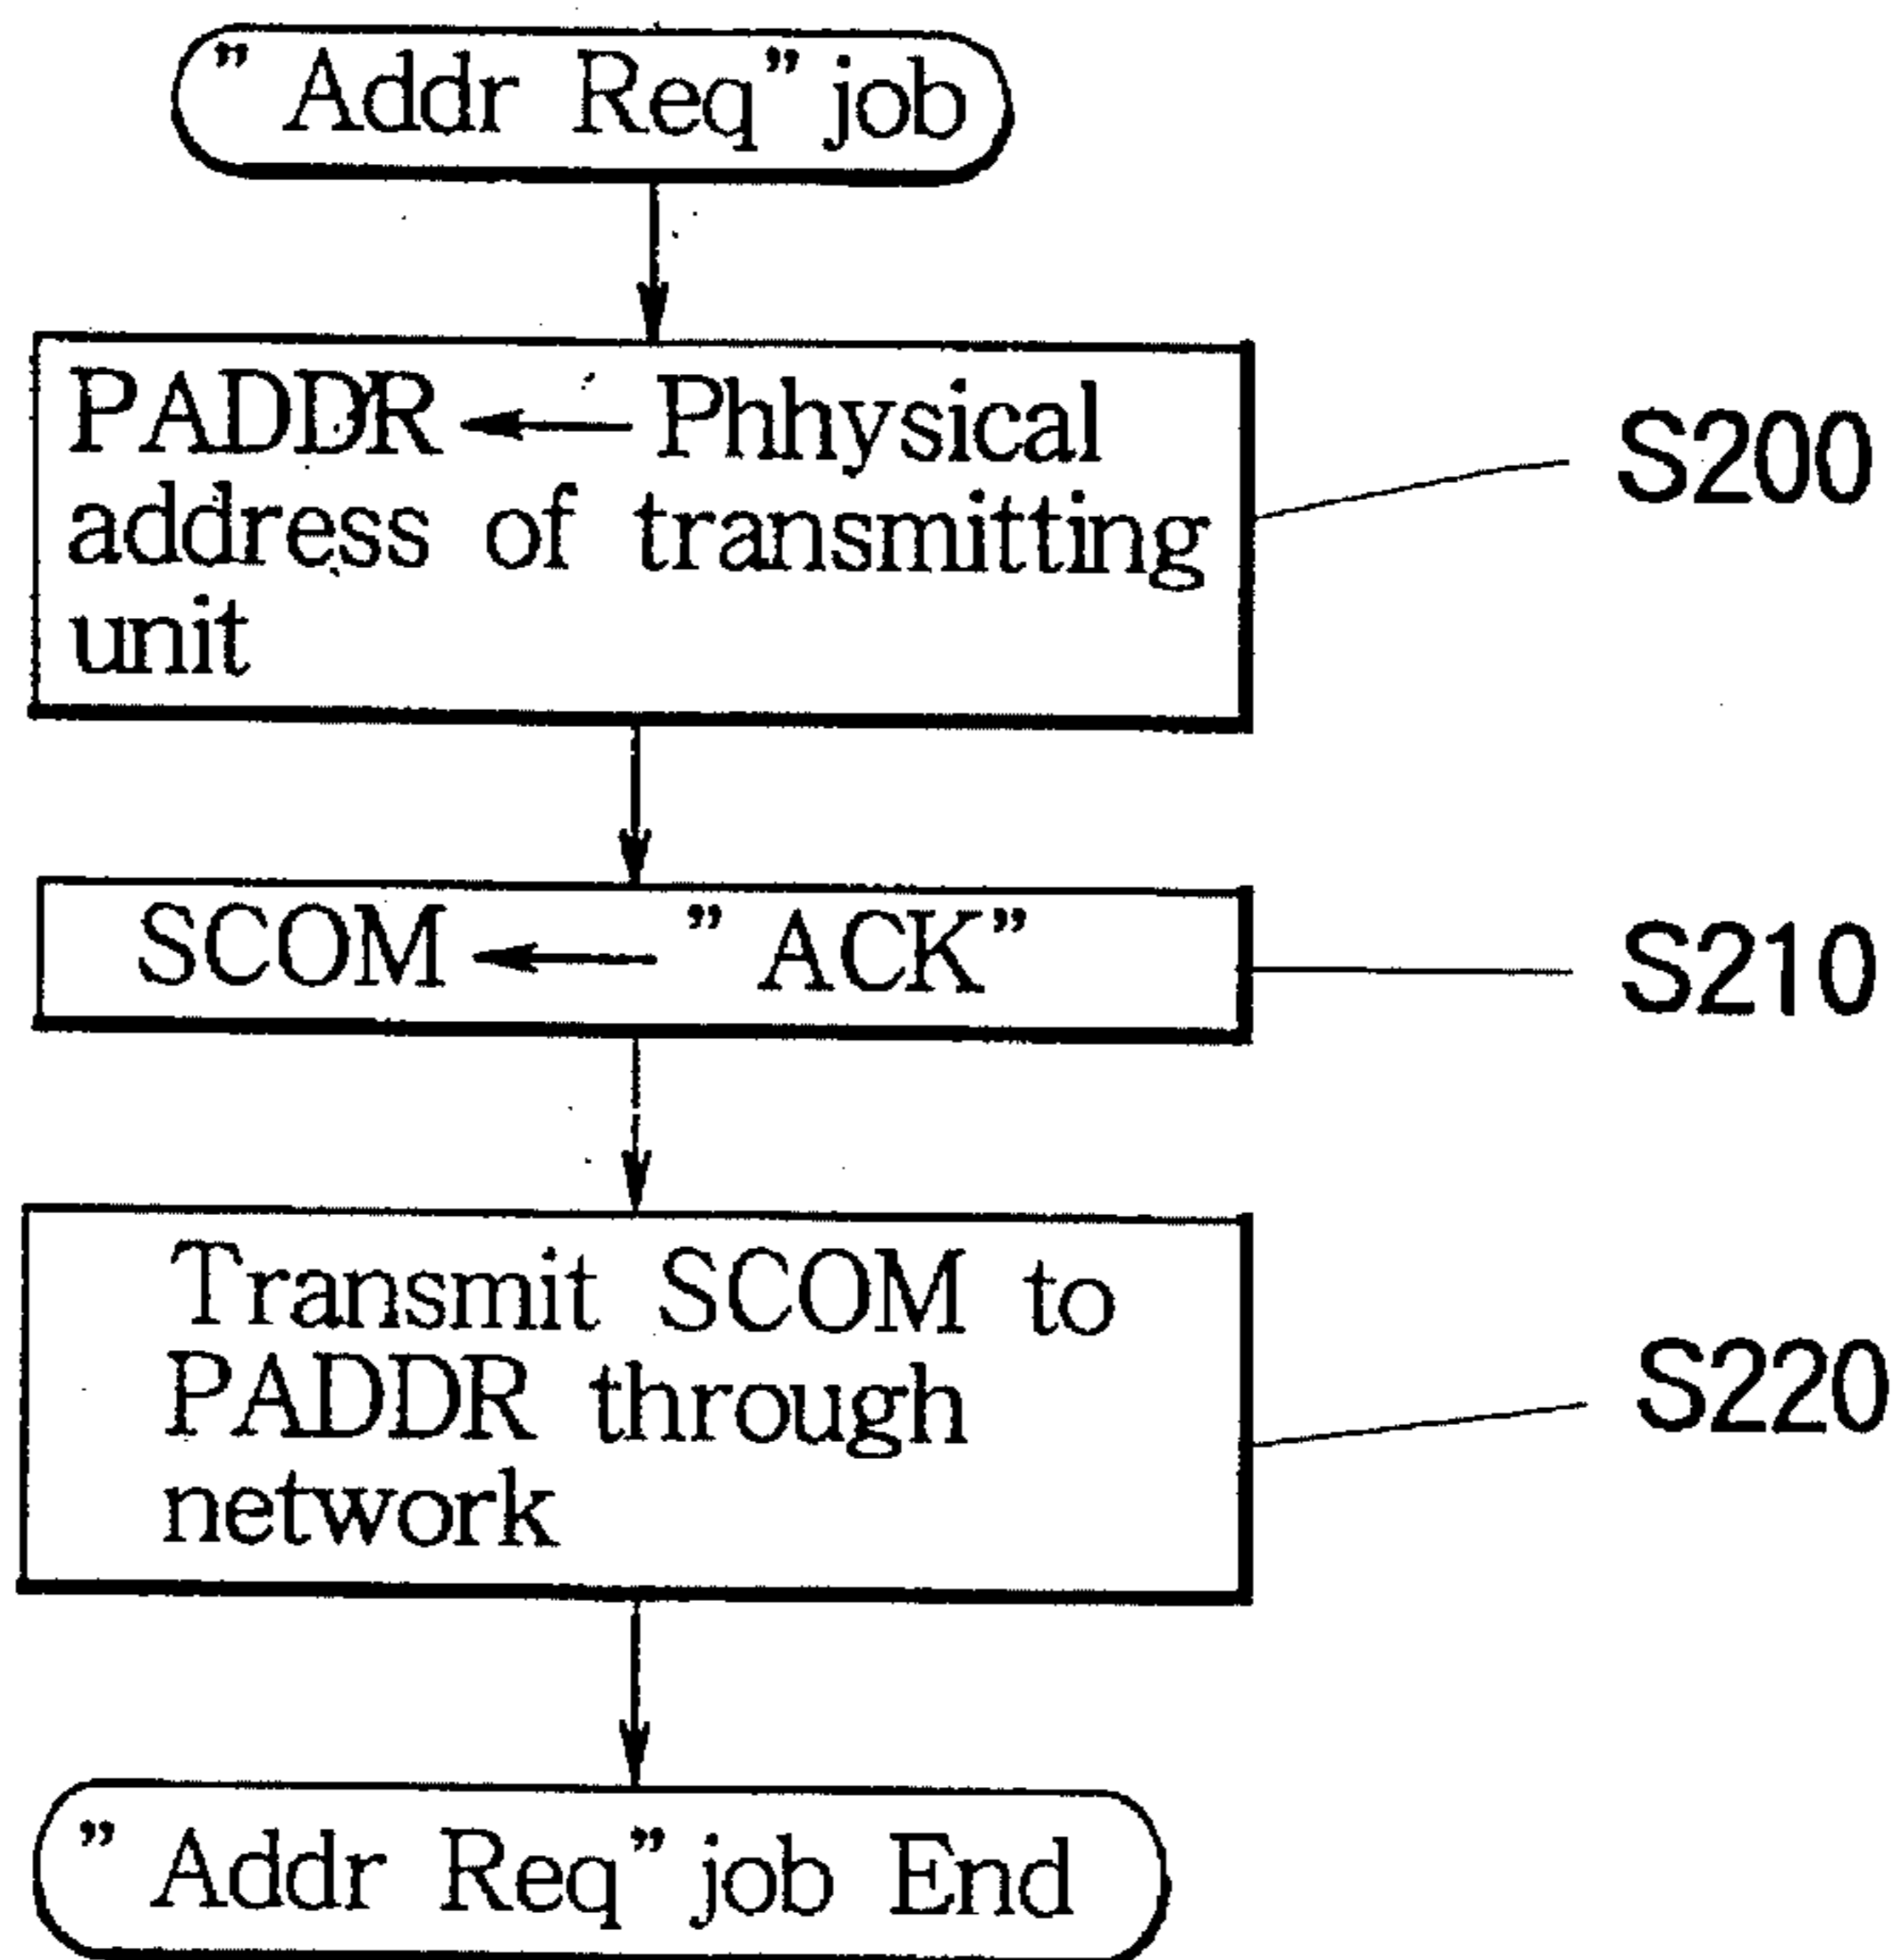 ” Addr Req” job
PADDR ← Phhysical
address of transmitting
unit
S200
SCOM ← ” ACK”
S210
Transmit SCOM to
PADDR through
network
S220
” Addr Req” job End